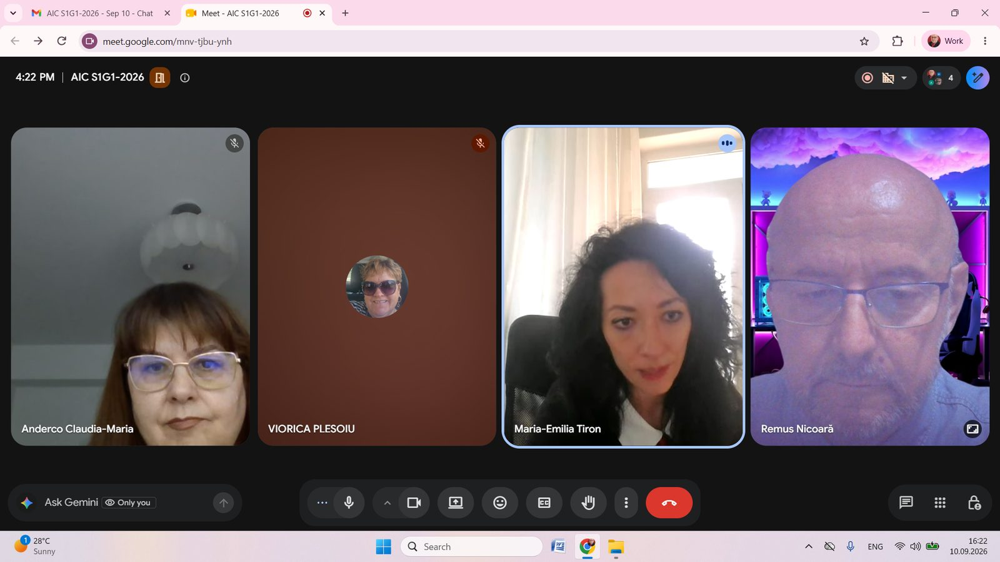 AIC S1G1-2026 - Sep 10 - Chat
Meet - AIC S1G1-2026
meet.google.com/mnv-tjbu-ynh
Work
4:22 PM | AIC S1G1-2026
4
Anderco Claudia-Maria
VIORICA PLESOIU
Maria-Emilia Tiron
Remus Nicoară
Ask Gemini Only you
CC
1
28°C
Sunny
Search
W
ENG
16:22
10.09.2026